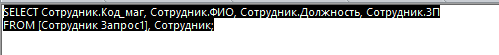 SELECT Сотрудник.Код_маг, Сотрудник.ФИО, Сотрудник.Должность, Сотрудник.ЗП
FROM [Сотрудник Запрос1], Сотрудник;